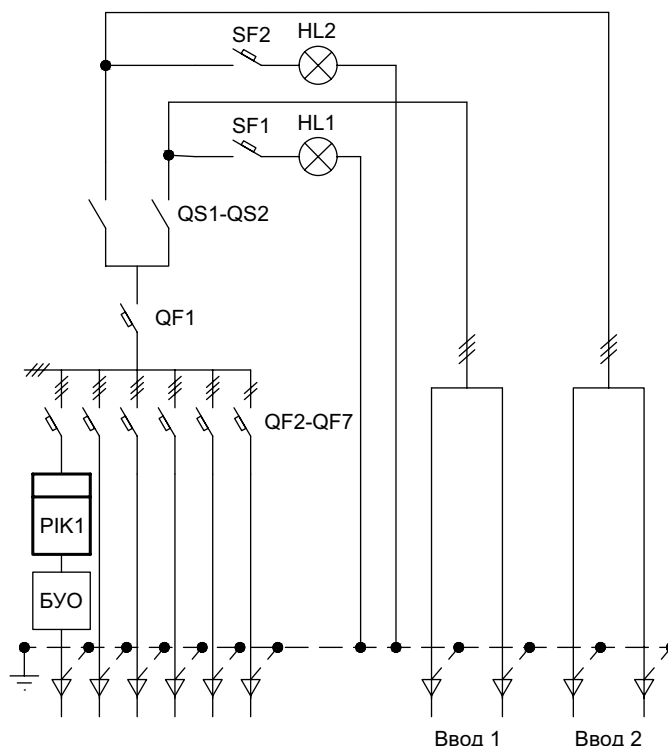 SF2
HL2
SF1
HL1
QS1-QS2
QF1
QF2-QF7
PIK1
БУО
Ввод 1
Ввод 2